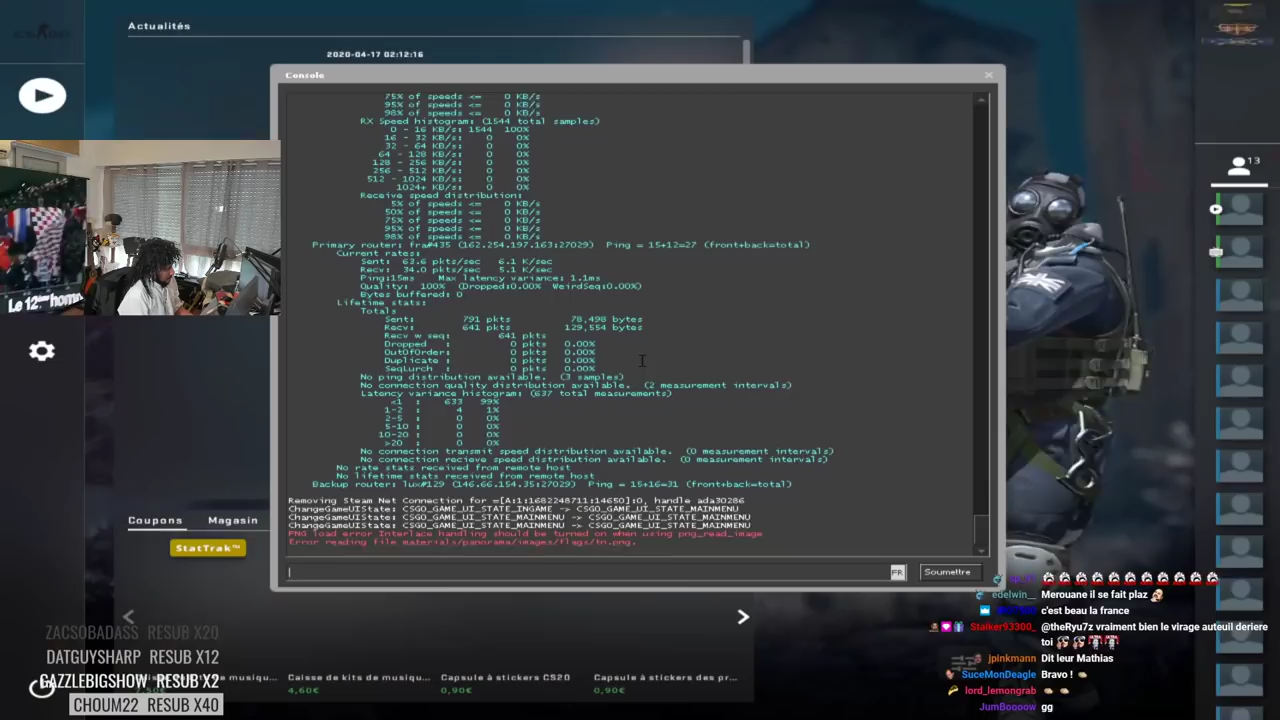 Actualités
2020-04-17 02:12:16
Console
75% of speeds <= 0 KB/s
95% of speeds <= 0 KB/s
98% of speeds <= 0 KB/s
RX Speed histogram: (1544 total samples)
0 - 16 KB/s: 1544 100%
16 - 32 KB/s: 0 0%
32 - 64 KB/s: 0 0%
64 - 128 KB/s: 0 0%
128 - 256 KB/s: 0 0%
256 - 512 KB/s: 0 0%
512 - 1024 KB/s: 0 0%
1024+ KB/s: 0 0%
Receive speed distribution:
5% of speeds <= 0 KB/s
50% of speeds <= 0 KB/s
75% of speeds <= 0 KB/s
95% of speeds <= 0 KB/s
98% of speeds <= 0 KB/s
Primary router: fra#435 (162.254.197.163:27029) Ping = 15+12=27 (front+back=total)
Current rates:
Sent: 63.6 pkts/sec 6.1 K/sec
Recv: 34.0 pkts/sec 5.1 K/sec
Ping:15ms Max latency variance: 1.1ms
Quality: 100% (Dropped:0.00% WeirdSeq:0.00%)
Bytes buffered: 0
Lifetime stats:
Totals
Sent: 791 pkts 78,498 bytes
Recv: 641 pkts 129,554 bytes
Recv w seq: 641 pkts
Dropped : 0 pkts 0.00%
OutOfOrder: 0 pkts 0.00%
Duplicate : 0 pkts 0.00%
SeqLurch : 0 pkts 0.00%
No ping distribution available. (3 samples)
No connection quality distribution available. (2 measurement intervals)
Latency variance histogram: (637 total measurements)
<1 : 633 99%
1-2 : 4 1%
2-5 : 0 0%
5-10 : 0 0%
10-20 : 0 0%
>20 : 0 0%
No connection transmit speed distribution available. (0 measurement intervals)
No connection recieve speed distribution available. (0 measurement intervals)
No rate stats received from remote host
No lifetime stats received from remote host
Backup router: lux#129 (146.66.154.35:27029) Ping = 15+16=31 (front+back=total)
Removing Steam Net Connection for =[A:1:1682248711:14650]:0, handle ada30286
ChangeGameUIState: CSGO_GAME_UI_STATE_INGAME -> CSGO_GAME_UI_STATE_MAINMENU
ChangeGameUIState: CSGO_GAME_UI_STATE_MAINMENU -> CSGO_GAME_UI_STATE_MAINMENU
ChangeGameUIState: CSGO_GAME_UI_STATE_MAINMENU -> CSGO_GAME_UI_STATE_MAINMENU
PNG load error Interlace handling should be turned on when using png_read_image
Error reading file materials/panorama/images/flags/tn.png.
FR
Soumettre
13
Le 12ème homm
Coupons Magasin
StatTrak™
ZACSOBADASS RESUB X20
DATGUYSHARP RESUB X12
GAZZLEBIGSHOW RESUB X2
CHOUM22 RESUB X40
musiqu... Caisse de kits de musiqu... Capsule à stickers CS20 Capsule à stickers des pr...
4,60€ 0,90€ 0,90€
edelwin__ Merouane il se fait plaz
c'est beau la france
Stalker93300_ @theRyu7z vraiment bien le virage auteuil deriere
toi
jpinkmann Dit leur Mathias
SuceMonDeagle Bravo !
lord_lemongrab
JumBoooow gg